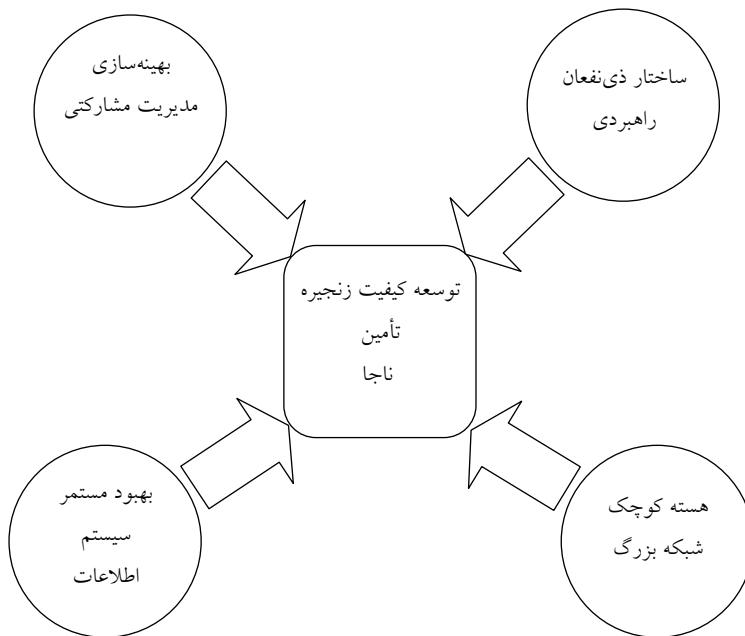 ساختار ذی‌نفعان
راهبردی
بهینه‌سازی
مدیریت مشارکتی
توسعه کیفیت زنجیره
تأمین
ناجا
هسته کوچک
شبکه بزرگ
بهبود مستمر
سیستم
اطلاعات